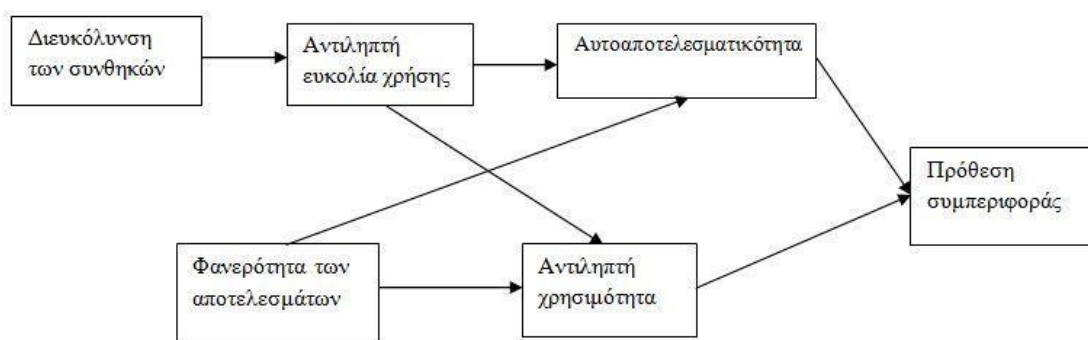 Διευκόλυνση
των συνθηκών
Αντιληπτή
ευκολία χρήσης
Αυτοαποτελεσματικότητα
Πρόθεση
συμπεριφοράς
Φανερότητα των
αποτελεσμάτων
Αντιληπτή
χρησιμότητα